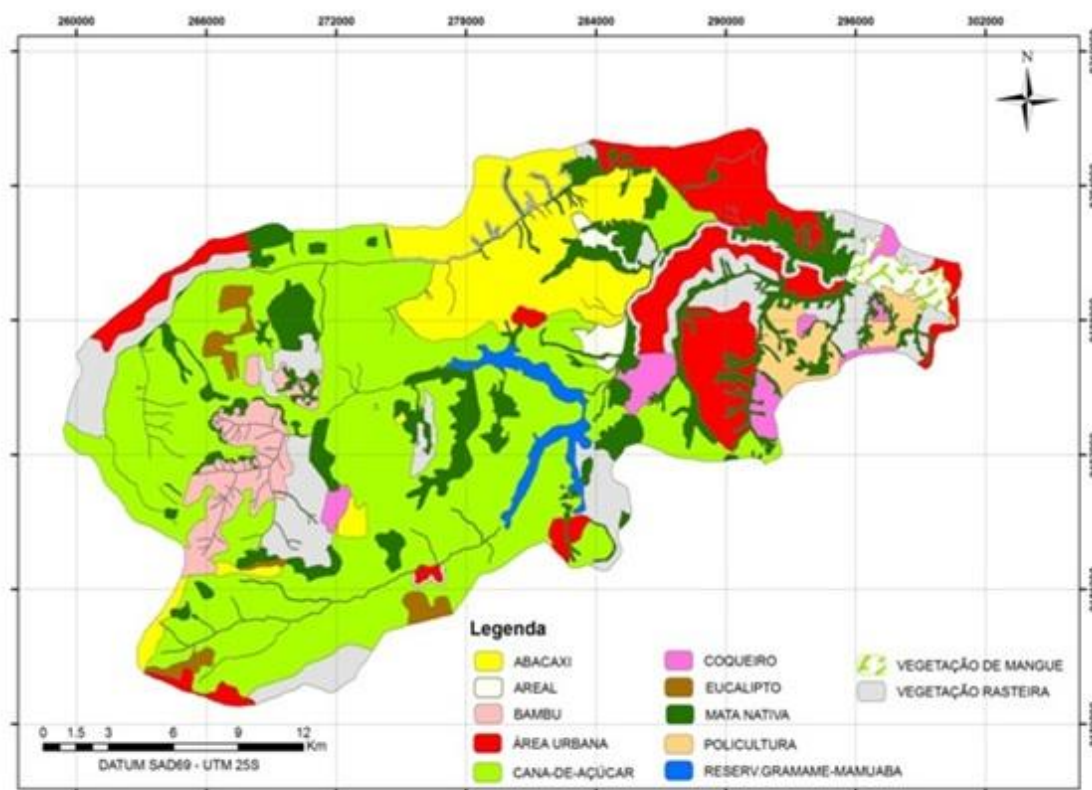 260000 266000 272000 278000 284000 290000 296000 302000
N
Legenda
ABACAXI
AREAL
BAMBU
ÁREA URBANA
CANA-DE-AÇÚCAR
COQUEIRO
EUCALIPTO
MATA NATIVA
POLICULTURA
RESERV.GRAMAME-MAMUABA
VEGETAÇÃO DE MANGUE
VEGETAÇÃO RASTEIRA
0 1.5 3 6 9 12
Km
DATUM SAD69 - UTM 25S